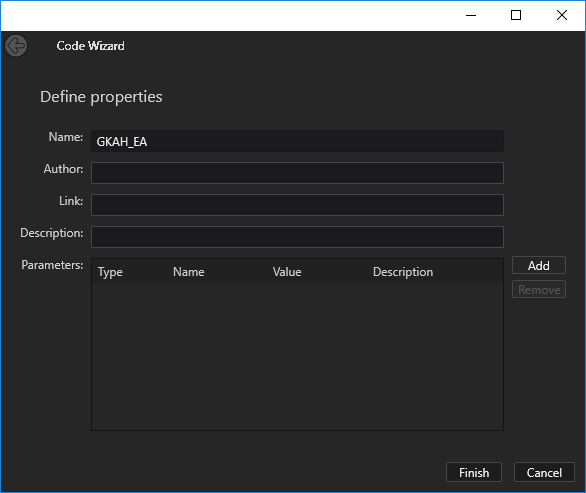 Code Wizard
Define properties
Name: GKAH_EA
Author:
Link:
Description:
Parameters: Type Name Value Description Add
Remove
Finish Cancel